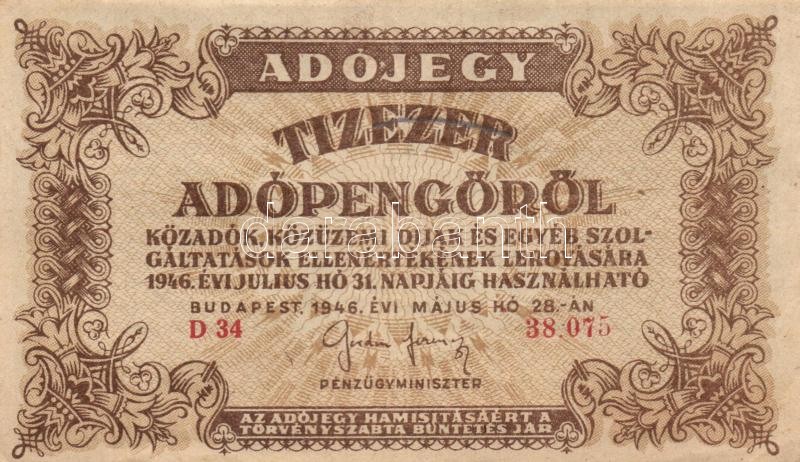 ADÓJEGY
TIZEZER
ADÓPENGŐRŐL
KÖZADÓK, KÖZÜZEMI DIJAK ÉS EGYÉB SZOL-
GÁLTATÁSOK ELLENÉRTÉKÉNEK LEROVÁSÁRA
1946. ÉVI JULIUS HÓ 31. NAPJÁIG HASZNÁLHATÓ
BUDAPEST, 1946. ÉVI MÁJUS HÓ 28.-ÁN
D 34 38.075
PÉNZÜGYMINISZTER
AZ ADÓJEGY HAMISITÁSÁÉRT A
TÖRVÉNYSZABTA BÜNTETÉS JÁR
darabanth